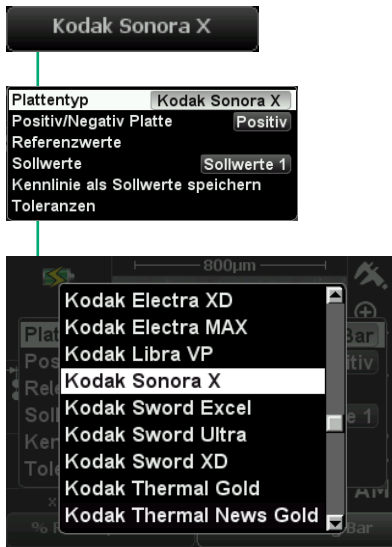 Kodak Sonora X
Plattentyp Kodak Sonora X
Positiv/Negativ Platte Positiv
Referenzwerte
Sollwerte Sollwerte 1
Kennlinie als Sollwerte speichern
Toleranzen
800µm
Kodak Electra XD
Kodak Electra MAX
Kodak Libra VP
Kodak Sonora X
Kodak Sword Excel
Kodak Sword Ultra
Kodak Sword XD
Kodak Thermal Gold
Kodak Thermal News Gold